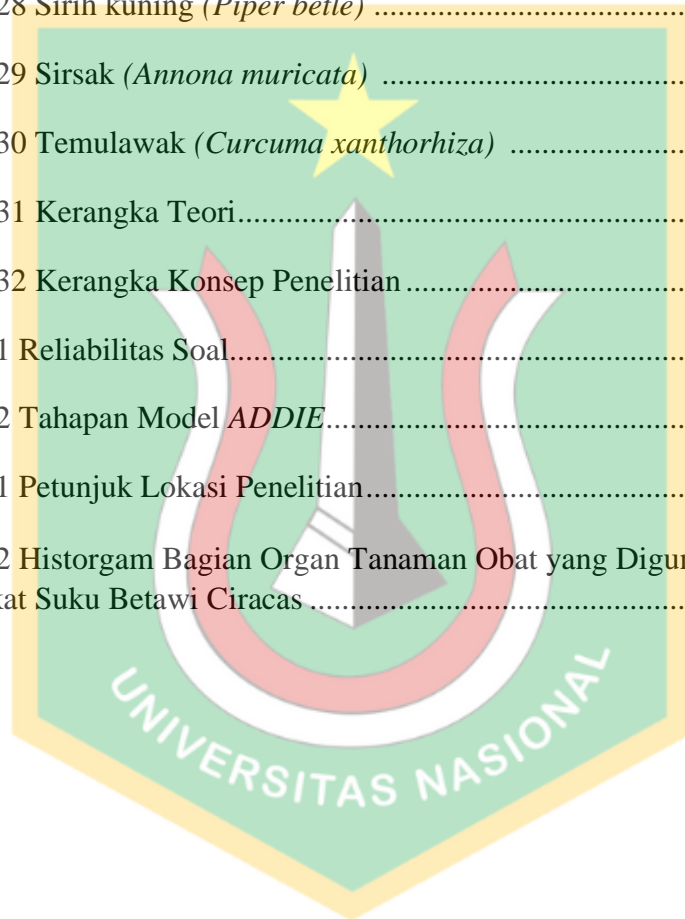 28 Sirih kuning (Piper betle) ........................................
29 Sirsak (Annona muricata) ........................................
30 Temulawak (Curcuma xanthorhiza) .......................
31 Kerangka Teori............................................................
32 Kerangka Konsep Penelitian ....................................
1 Reliabilitas Soal............................................................
2 Tahapan Model ADDIE..............................................
1 Petunjuk Lokasi Penelitian.........................................
2 Historgam Bagian Organ Tanaman Obat yang
kat Suku Betawi Ciracas ................................................
UNIVERSITAS NASIONAL